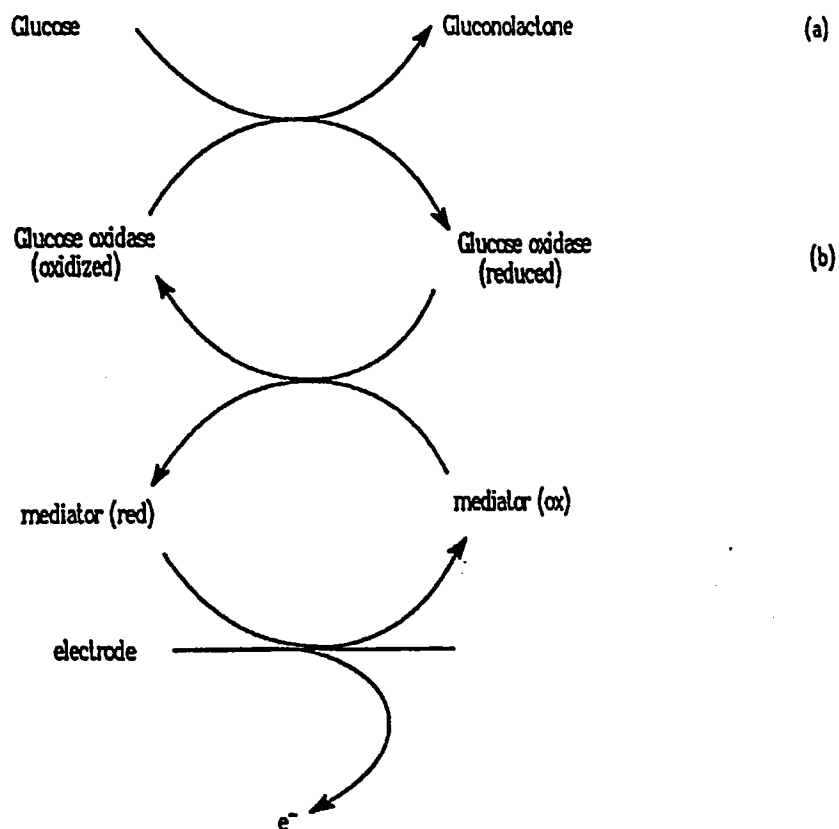 Glucose Gluconolactone (a)
Glucose oxidase
(oxidized)
Glucose oxidase
(reduced)
(b)
mediator (red) mediator (ox)
electrode
e⁻